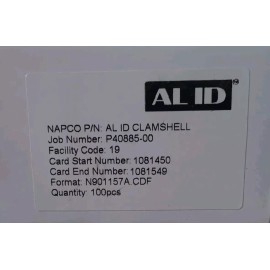 AL ID®
NAPCO P/N: AL ID CLAMSHELL
Job Number: P40885-00
Facility Code: 19
Card Start Number: 1081450
Card End Number: 1081549
Format: N901157A.CDF
Quantity: 100pcs